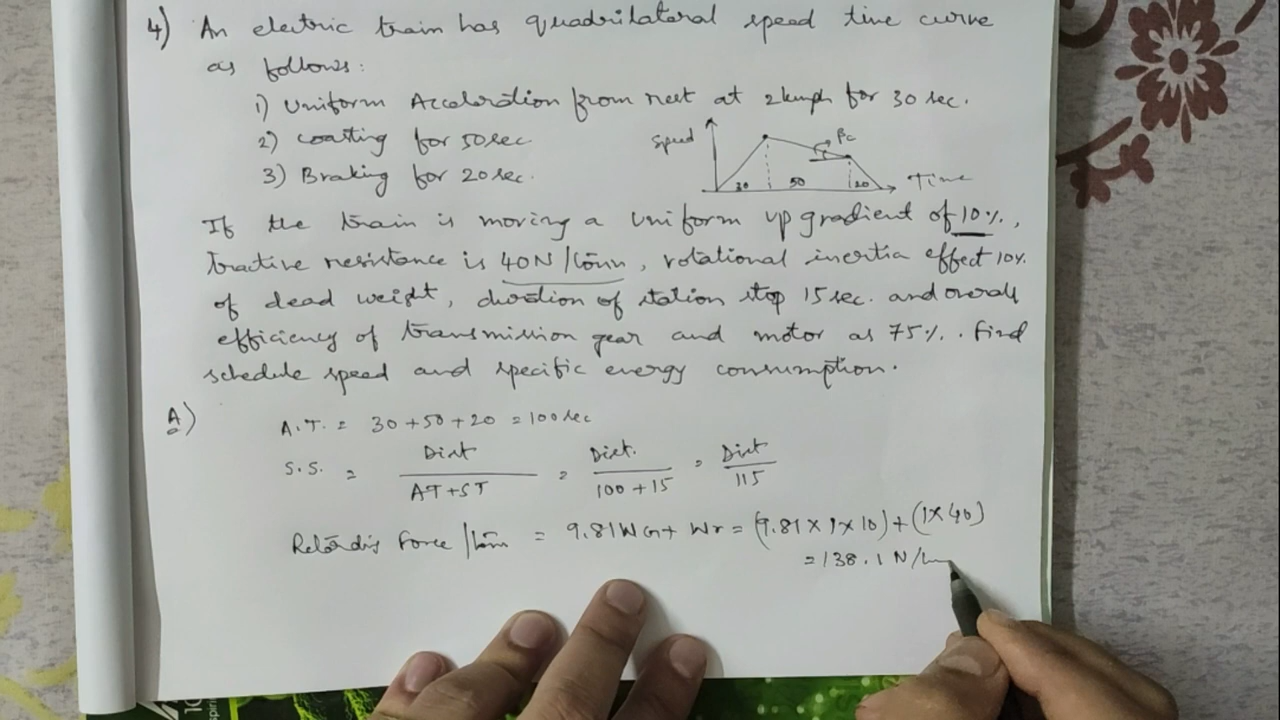 4) An electric train has quadrilateral speed time curve
as follows:
1) Uniform Acceleration from rest at 2kmph for 30 sec.
2) coasting for 50sec
3) Braking for 20sec.
Speed
βc
30
50
20
Time
If the train is moving a uniform up gradient of 10%,
tractive resistance is 40N/tonn, rotational inertia effect 10%
of dead weight, duration of station stop 15 sec. and overall
efficiency of transmission gear and motor as 75%. Find
schedule speed and specific energy consumption.
A)
A.T. = 30+50+20 = 100sec
S.S. = Dist / AT+ST = Dist. / 100+15 = Dist / 115
Retarding Force /tonn = 9.81WG + Wr = (9.81×1×10)+(1×40)
= 138.1 N/